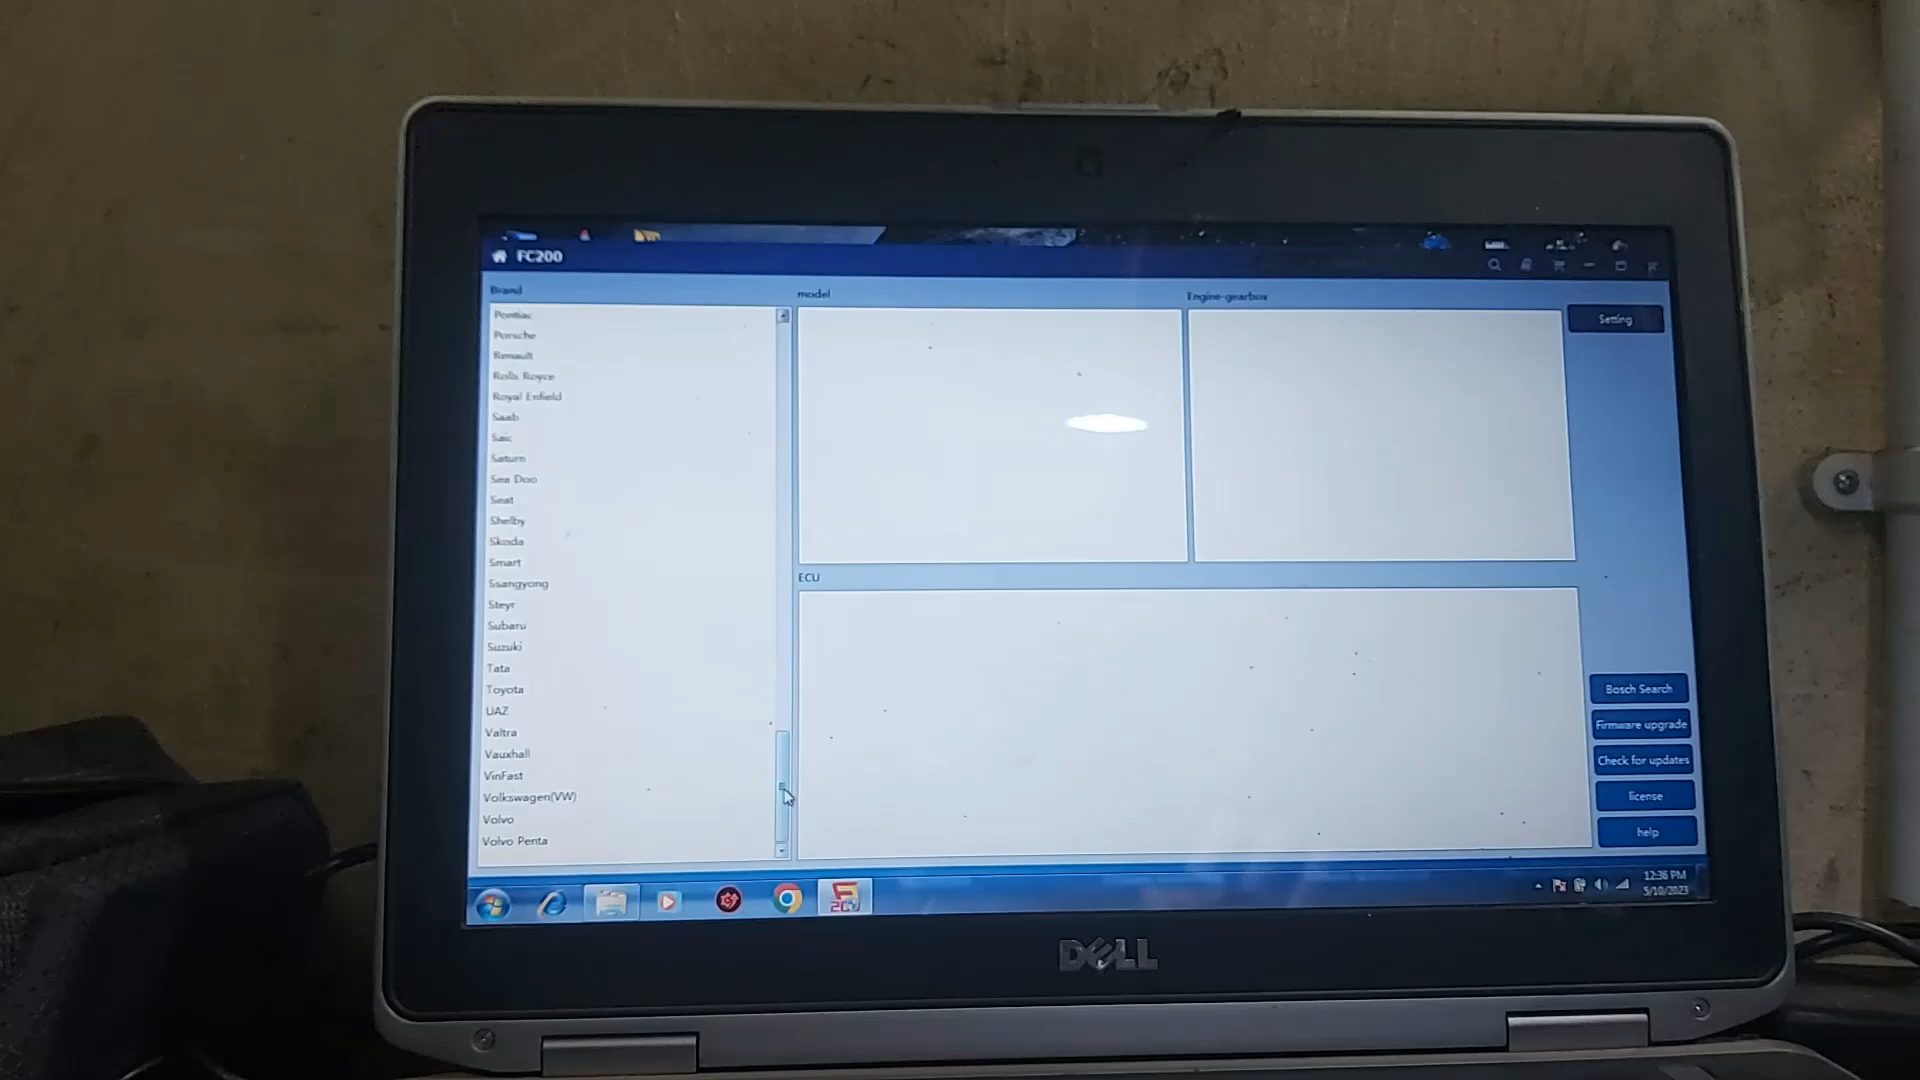 FC200
Brand
model
Engine-gearbox
Pontiac
Porsche
Renault
Rolls Royce
Royal Enfield
Saab
Saic
Saturn
Sea Doo
Seat
Shelby
Skoda
Smart
Ssangyong
Steyr
Subaru
Suzuki
Tata
Toyota
UAZ
Valtra
Vauxhall
VinFast
Volkswagen(VW)
Volvo
Volvo Penta
ECU
Setting
Bosch Search
Firmware upgrade
Check for updates
license
help
12:36 PM
5/10/2023
DELL